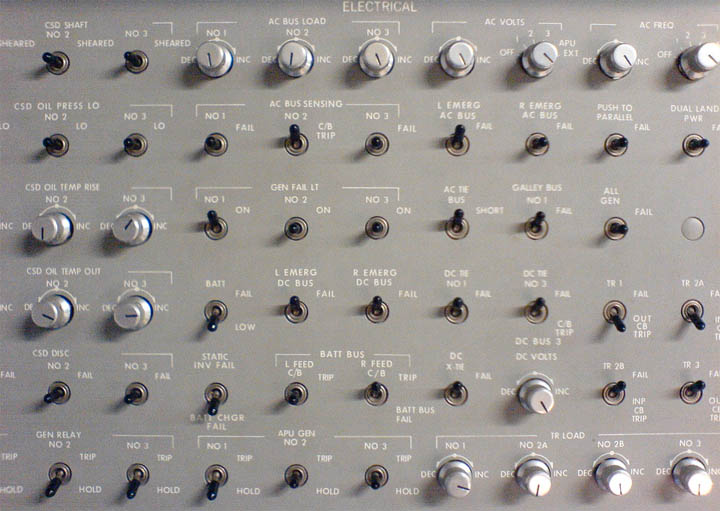 ELECTRICAL
CSD SHAFT AC BUS LOAD AC VOLTS AC FREQ
NO 2 NO 3 NO 1 NO 2 NO 3 2 3 APU EXT 2 3
SHEARED SHEARED DEC INC DEC INC DEC INC DEC INC OFF DEC INC OFF
CSD OIL PRESS LO AC BUS SENSING L EMERG AC BUS R EMERG AC BUS PUSH TO PARALLEL DUAL LAND PWR
NO 2 NO 3 NO 1 NO 2 NO 3
LO LO LO FAIL C/B TRIP FAIL FAIL FAIL FAIL FAIL
CSD OIL TEMP RISE GEN FAIL LT AC TIE BUS GALLEY BUS NO 1 ALL GEN
NO 2 NO 3 NO 1 NO 2 NO 3
INC DEC INC DEC INC ON ON ON SHORT FAIL FAIL
CSD OIL TEMP OUT BATT L EMERG DC BUS R EMERG DC BUS DC TIE NO 1 DC TIE NO 3 TR 1 TR 2A
NO 2 NO 3
INC DEC INC DEC INC FAIL LOW FAIL FAIL FAIL FAIL C/B TRIP FAIL OUT CB TRIP
CSD DISC STATIC INV FAIL BATT BUS DC X-TIE DC BUS 3 DC VOLTS TR 2B TR 3
NO 2 NO 3 L FEED C/B R FEED C/B
FAIL FAIL FAIL BATT CHGR FAIL TRIP TRIP BATT BUS FAIL FAIL DEC INC FAIL INP CB TRIP FAIL
GEN RELAY APU GEN TR LOAD
NO 2 NO 3 NO 1 NO 2 NO 3 NO 1 NO 2A NO 2B NO 3
TRIP TRIP TRIP TRIP TRIP TRIP
HOLD HOLD HOLD HOLD HOLD HOLD DEC INC DEC INC DEC INC DEC INC